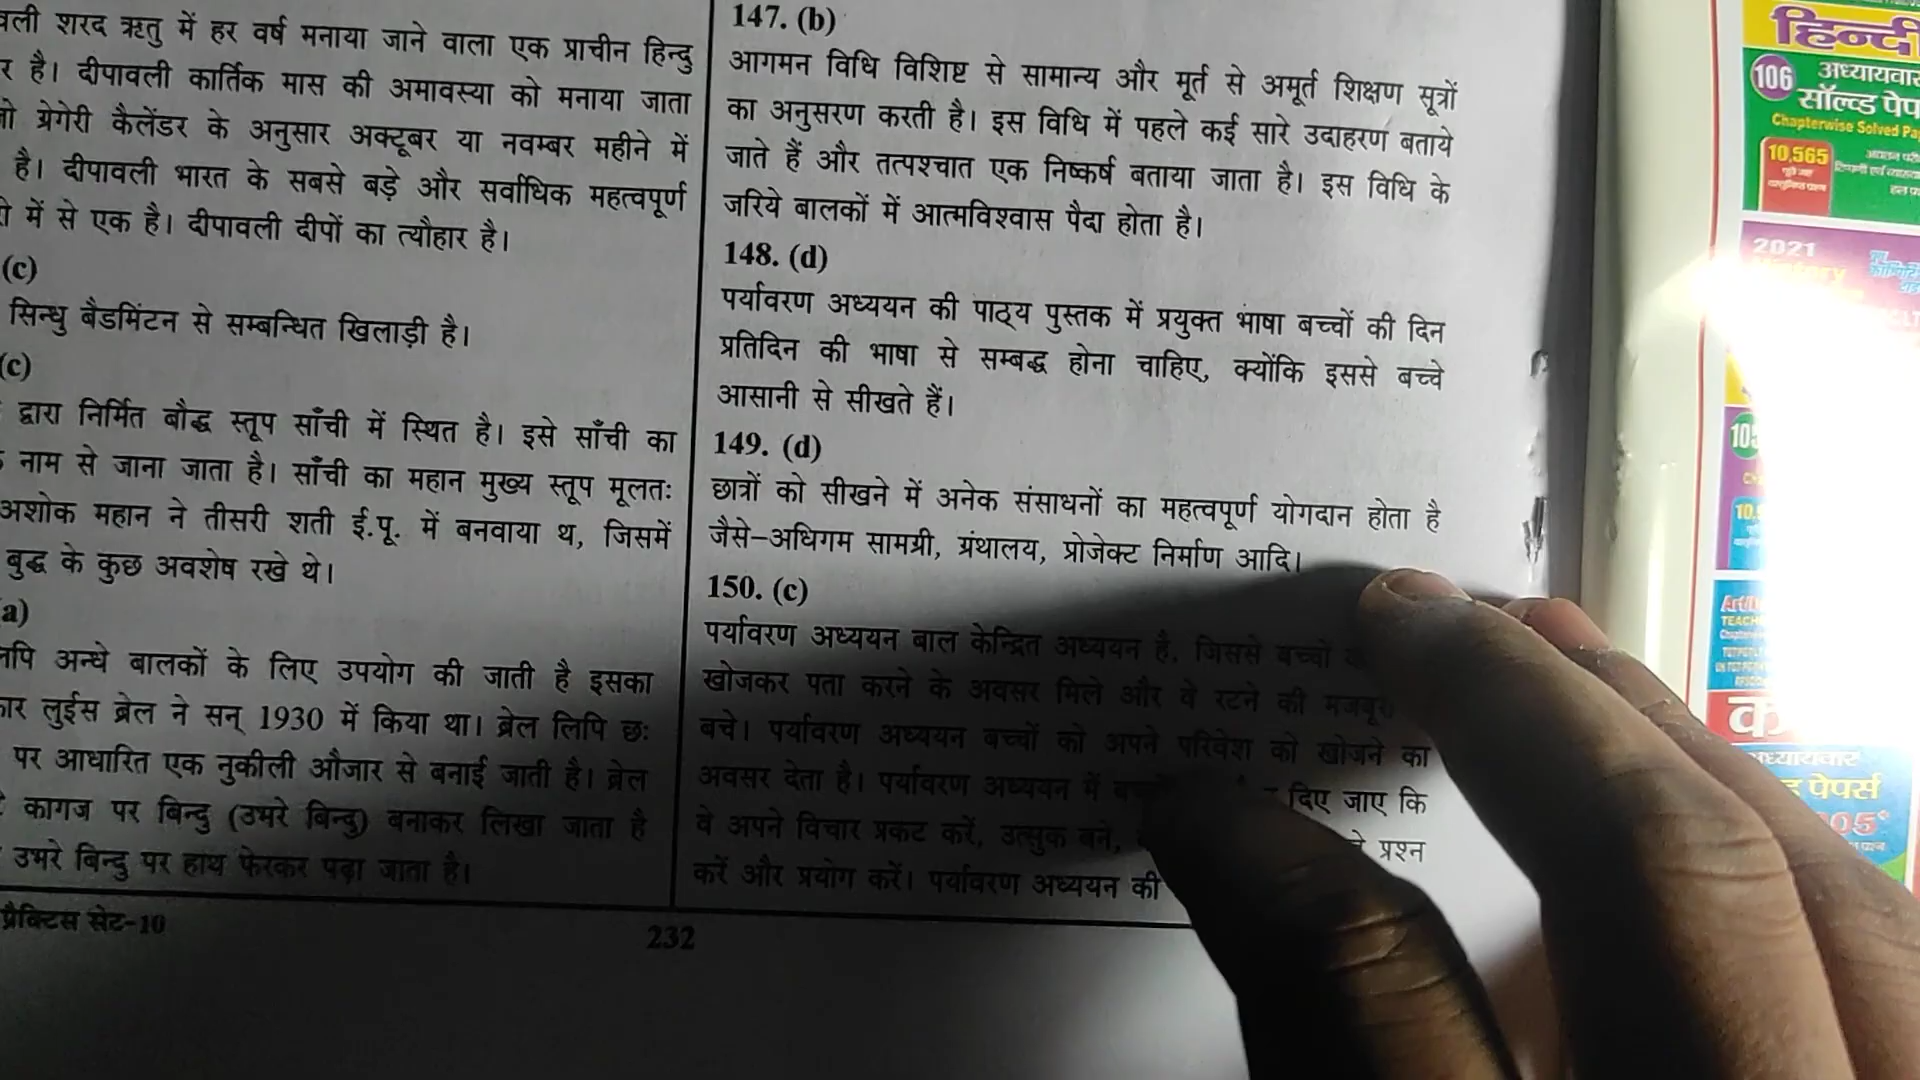 शरद ऋतु में हर वर्ष मनाया जाने वाला एक प्राचीन हिन्दु
है। दीपावली कार्तिक मास की अमावस्या को मनाया जाता
ग्रेगेरी कैलेंडर के अनुसार अक्टूबर या नवम्बर महीने में
है। दीपावली भारत के सबसे बड़े और सर्वाधिक महत्वपूर्ण
में से एक है। दीपावली दीपों का त्यौहार है।
(c)
सिन्धु बैडमिंटन से सम्बन्धित खिलाड़ी है।
(c)
द्वारा निर्मित बौद्ध स्तूप साँची में स्थित है। इसे साँची का
नाम से जाना जाता है। साँची का महान मुख्य स्तूप मूलतः
अशोक महान ने तीसरी शती ई.पू. में बनवाया थ, जिसमें
बुद्ध के कुछ अवशेष रखे थे।
a)
अन्धे बालकों के लिए उपयोग की जाती है इसका
लुईस ब्रेल ने सन् 1930 में किया था। ब्रेल लिपि छः
पर आधारित एक नुकीली औजार से बनाई जाती है। ब्रेल
कागज पर बिन्दु (उभरे बिन्दु) बनाकर लिखा जाता है
उभरे बिन्दु पर हाथ फेरकर पढ़ा जाता है।
प्रैक्टिस सेट-10
232
147. (b)
आगमन विधि विशिष्ट से सामान्य और मूर्त से अमूर्त शिक्षण सूत्रों
का अनुसरण करती है। इस विधि में पहले कई सारे उदाहरण बताये
जाते हैं और तत्पश्चात एक निष्कर्ष बताया जाता है। इस विधि के
जरिये बालकों में आत्मविश्वास पैदा होता है।
148. (d)
पर्यावरण अध्ययन की पाठ्य पुस्तक में प्रयुक्त भाषा बच्चों की दिन
प्रतिदिन की भाषा से सम्बद्ध होना चाहिए, क्योंकि इससे बच्चे
आसानी से सीखते हैं।
149. (d)
छात्रों को सीखने में अनेक संसाधनों का महत्वपूर्ण योगदान होता है
जैसे–अधिगम सामग्री, ग्रंथालय, प्रोजेक्ट निर्माण आदि।
150. (c)
पर्यावरण अध्ययन बाल केन्द्रित अध्ययन है, जिससे बच्चों
खोजकर पता करने के अवसर मिले और वे रटने की
बचे। पर्यावरण अध्ययन बच्चों को अपने परिवेश को खोजने का
अवसर देता है। पर्यावरण अध्ययन में दिए जाए कि
वे अपने विचार प्रकट करें, उत्सुक बने, प्रश्न
करें और प्रयोग करें। पर्यावरण अध्ययन की
हिन्दी
106
सॉल्व्ड
Chapterwise Solved
10,565
2021
पेपर्स